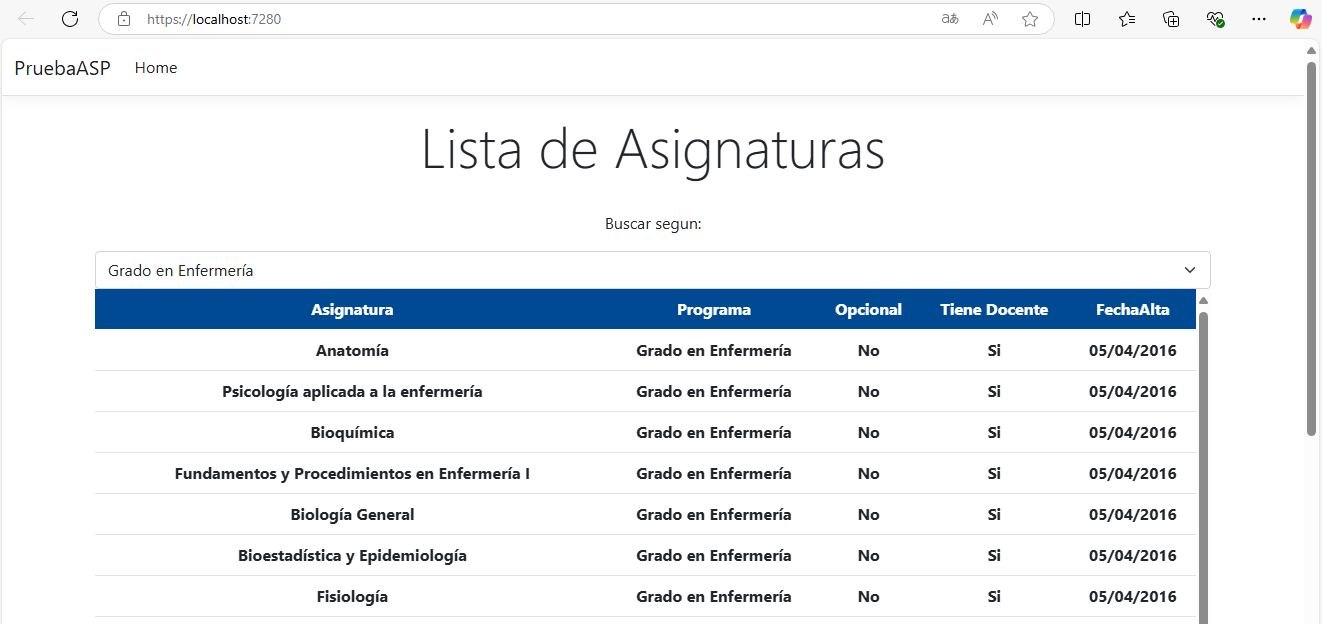 https://localhost:7280
PruebaASP Home
Lista de Asignaturas
Buscar segun:
Grado en Enfermería
Asignatura Programa Opcional Tiene Docente FechaAlta
Anatomía Grado en Enfermería No Si 05/04/2016
Psicología aplicada a la enfermería Grado en Enfermería No Si 05/04/2016
Bioquímica Grado en Enfermería No Si 05/04/2016
Fundamentos y Procedimientos en Enfermería I Grado en Enfermería No Si 05/04/2016
Biología General Grado en Enfermería No Si 05/04/2016
Bioestadística y Epidemiología Grado en Enfermería No Si 05/04/2016
Fisiología Grado en Enfermería No Si 05/04/2016